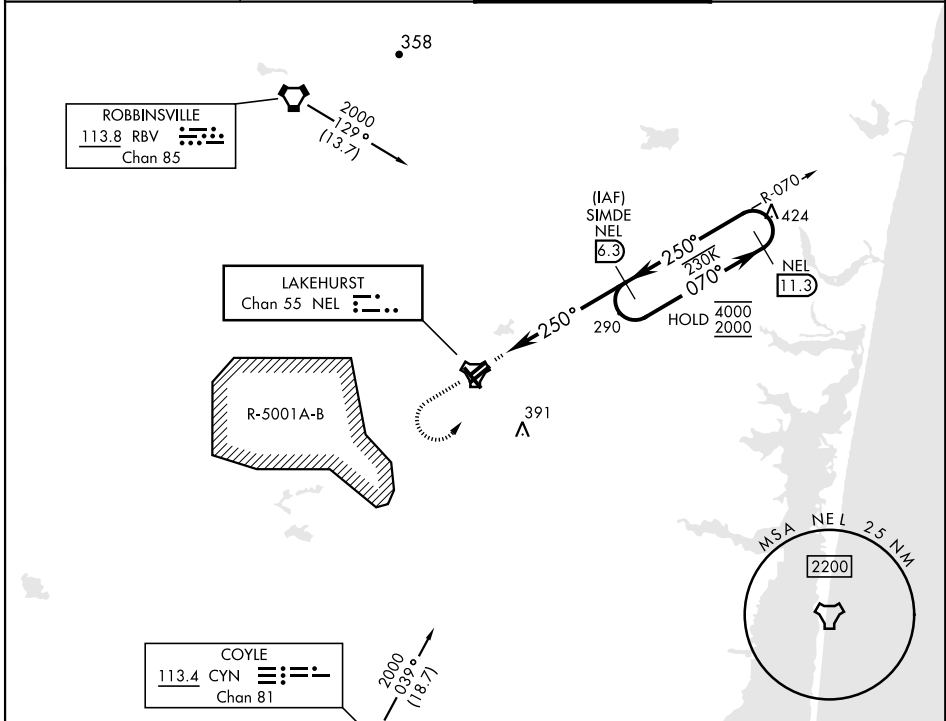 358
ROBBINSVILLE
113.8 RBV
Chan 85
2000
129°
(13.7)
(IAF)
SIMDE
NEL
6.3
R-070
424
250°
230K
070°
NEL
11.3
LAKEHURST
Chan 55 NEL
250°
290
HOLD 4000
2000
R-5001A-B
391
MSA NEL 25 NM
2200
COYLE
113.4 CYN
Chan 81
2000
039°
(18.7)